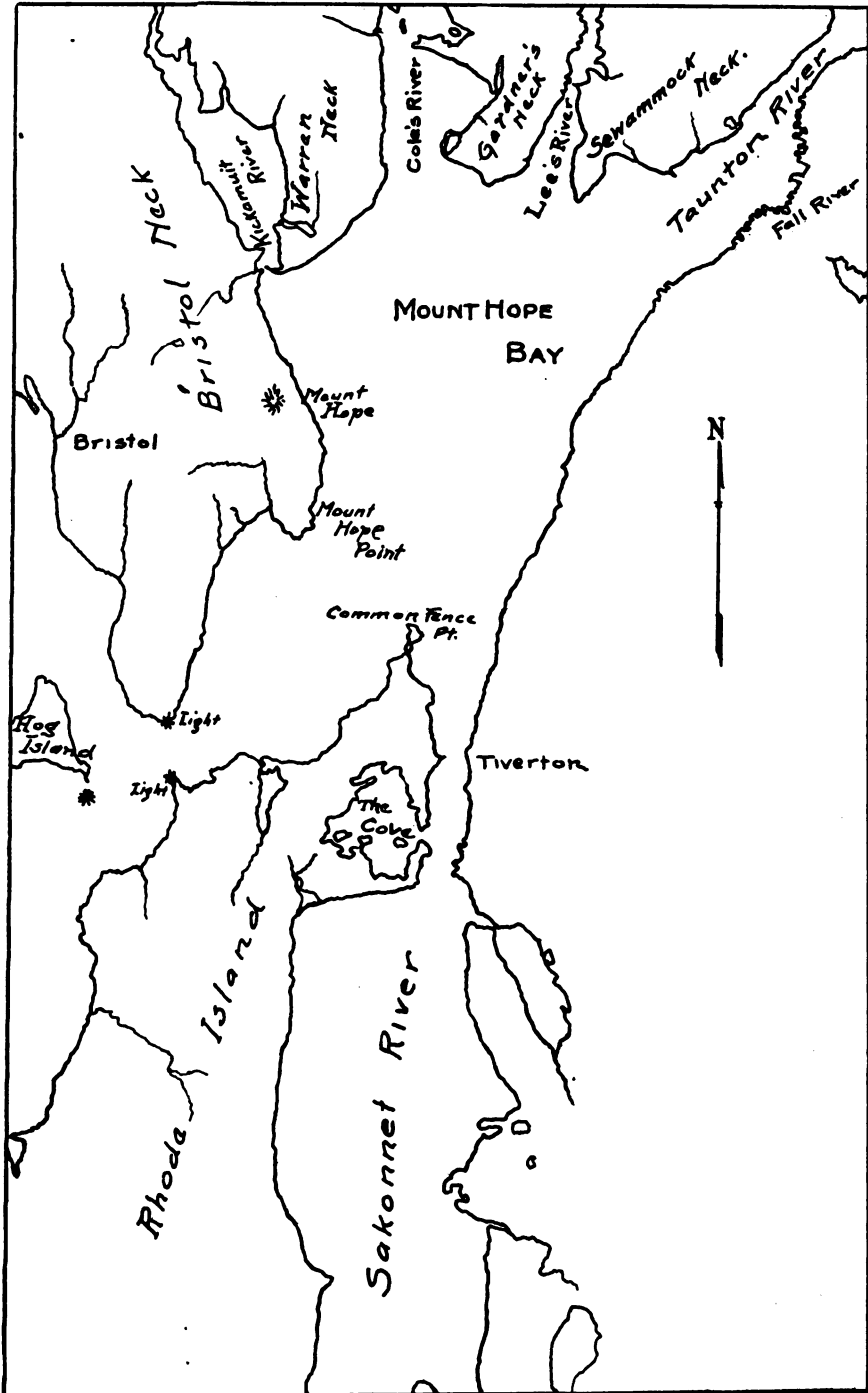 Cole's River
Gardner's
Neck
Lee's River
Sewammock
Neck.
Taunton River
Fall River
Kickamuit
River
Warren
Neck
Bristol Neck
MOUNT HOPE
BAY
Mount
Hope
Bristol
N
Mount
Hope
Point
Common Fence
Pt.
Light
Hog
Island
Light
Tiverton
The
Cove
Rhoda Island
Sakonnet River